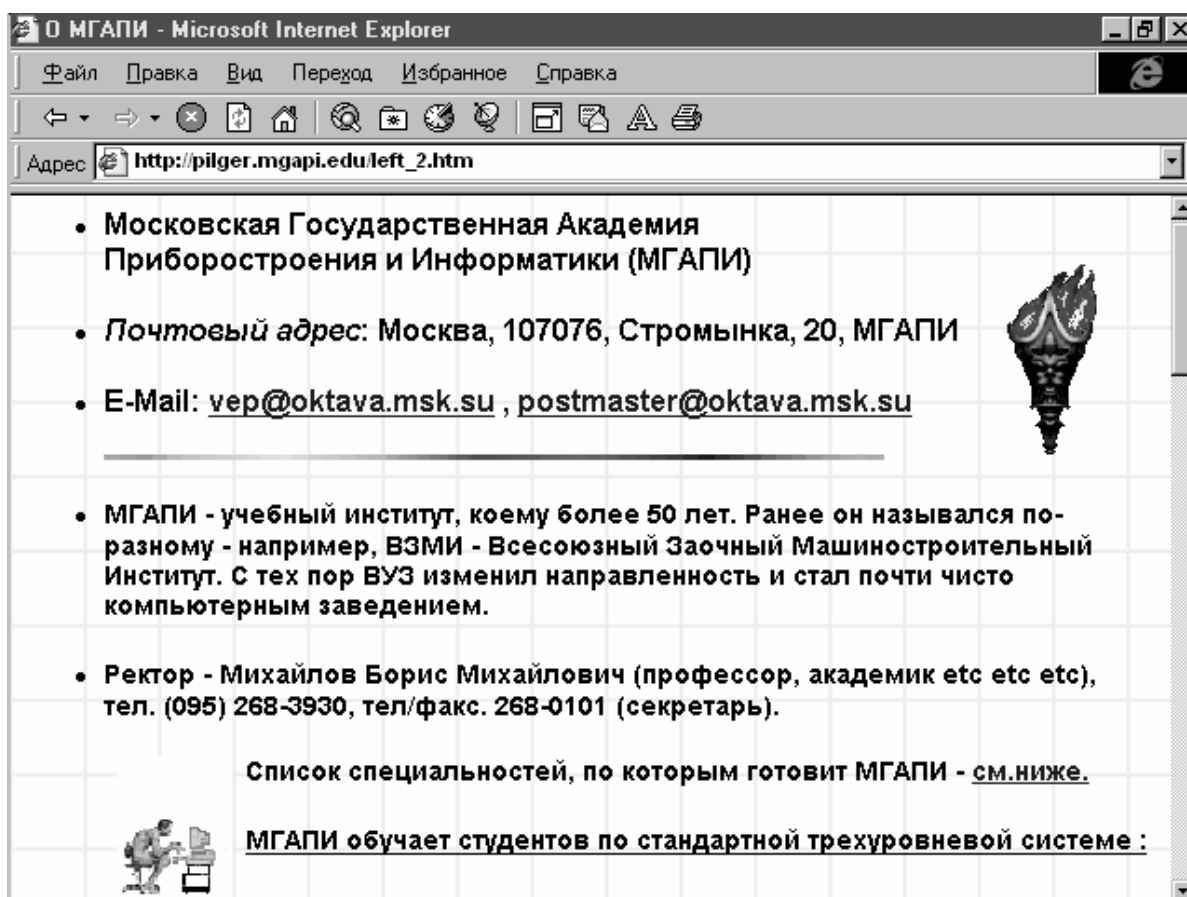 О МГАПИ - Microsoft Internet Explorer
Файл Правка Вид Переход Избранное Справка
Адрес http://pilger.mgapi.edu/left_2.htm
• Московская Государственная Академия
Приборостроения и Информатики (МГАПИ)
• Почтовый адрес: Москва, 107076, Стромынка, 20, МГАПИ
• E-Mail: vep@oktava.msk.su , postmaster@oktava.msk.su
• МГАПИ - учебный институт, коему более 50 лет. Ранее он назывался по-
разному - например, ВЗМИ - Всесоюзный Заочный Машиностроительный
Институт. С тех пор ВУЗ изменил направленность и стал почти чисто
компьютерным заведением.
• Ректор - Михайлов Борис Михайлович (профессор, академик etc etc etc),
тел. (095) 268-3930, тел/факс. 268-0101 (секретарь).
Список специальностей, по которым готовит МГАПИ - см.ниже.
МГАПИ обучает студентов по стандартной трехуровневой системе :